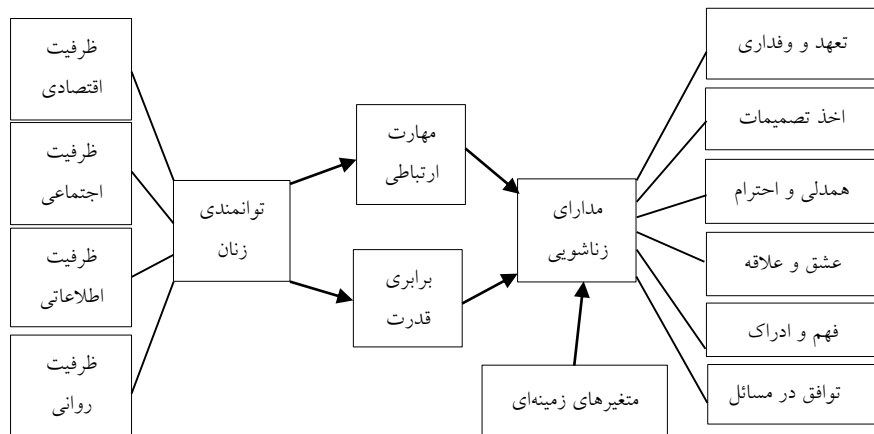 ظرفیت
اقتصادی
ظرفیت
اجتماعی
ظرفیت
اطلاعاتی
ظرفیت
روانی
توانمندی
زنان
مهارت
ارتباطی
برابری
قدرت
مدارای
زناشویی
متغیرهای زمینه‌ای
تعهد و وفداری
اخذ تصمیمات
همدلی و احترام
عشق و علاقه
فهم و ادراک
توافق در مسائل